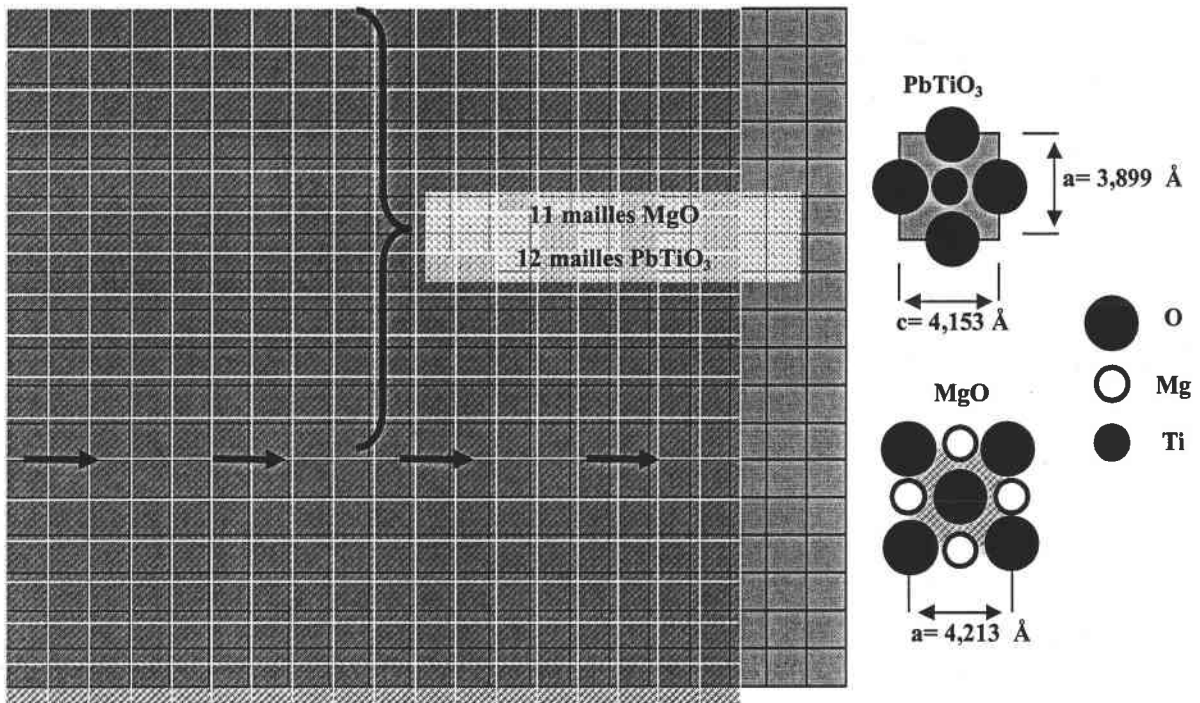 11 mailles MgO
12 mailles PbTiO₃
PbTiO₃
a= 3,899 Å
c= 4,153 Å
O
Mg
Ti
MgO
a= 4,213 Å